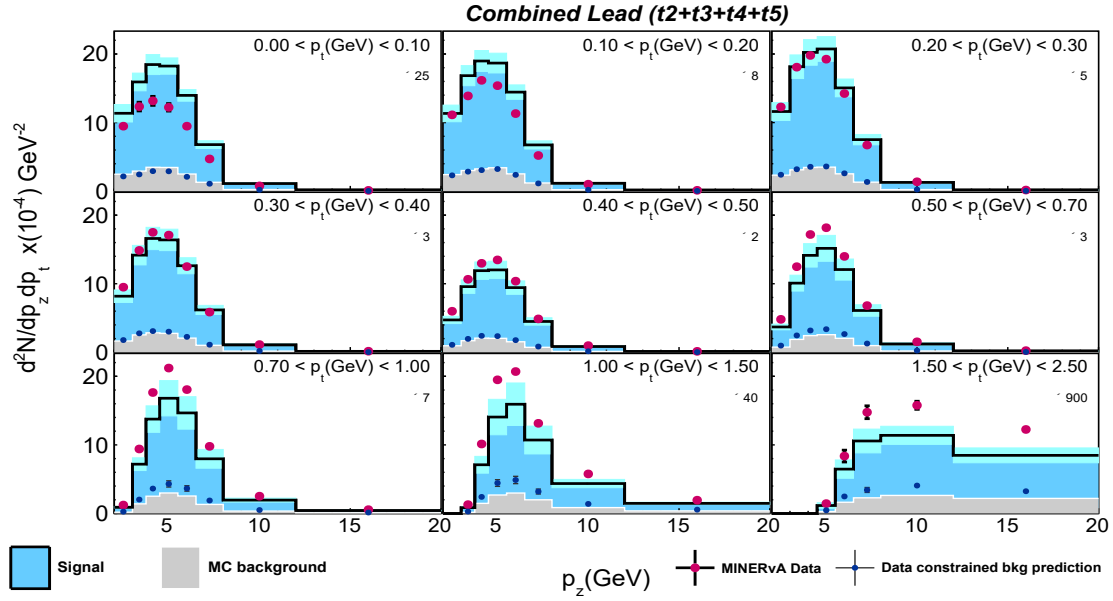 Combined Lead (t2+t3+t4+t5)
d²N/dp_z dp_t x(10⁻⁴) GeV⁻²
0.00 < p_t(GeV) < 0.10
´ 25
0.10 < p_t(GeV) < 0.20
´ 8
0.20 < p_t(GeV) < 0.30
´ 5
20
10
0
0.30 < p_t(GeV) < 0.40
´ 3
0.40 < p_t(GeV) < 0.50
´ 2
0.50 < p_t(GeV) < 0.70
´ 3
20
10
0
0.70 < p_t(GeV) < 1.00
´ 7
1.00 < p_t(GeV) < 1.50
´ 40
1.50 < p_t(GeV) < 2.50
´ 900
20
10
0
5 10 15 20 5 10 15 20 5 10 15 20
p_z(GeV)
Signal
MC background
MINERvA Data
Data constrained bkg prediction